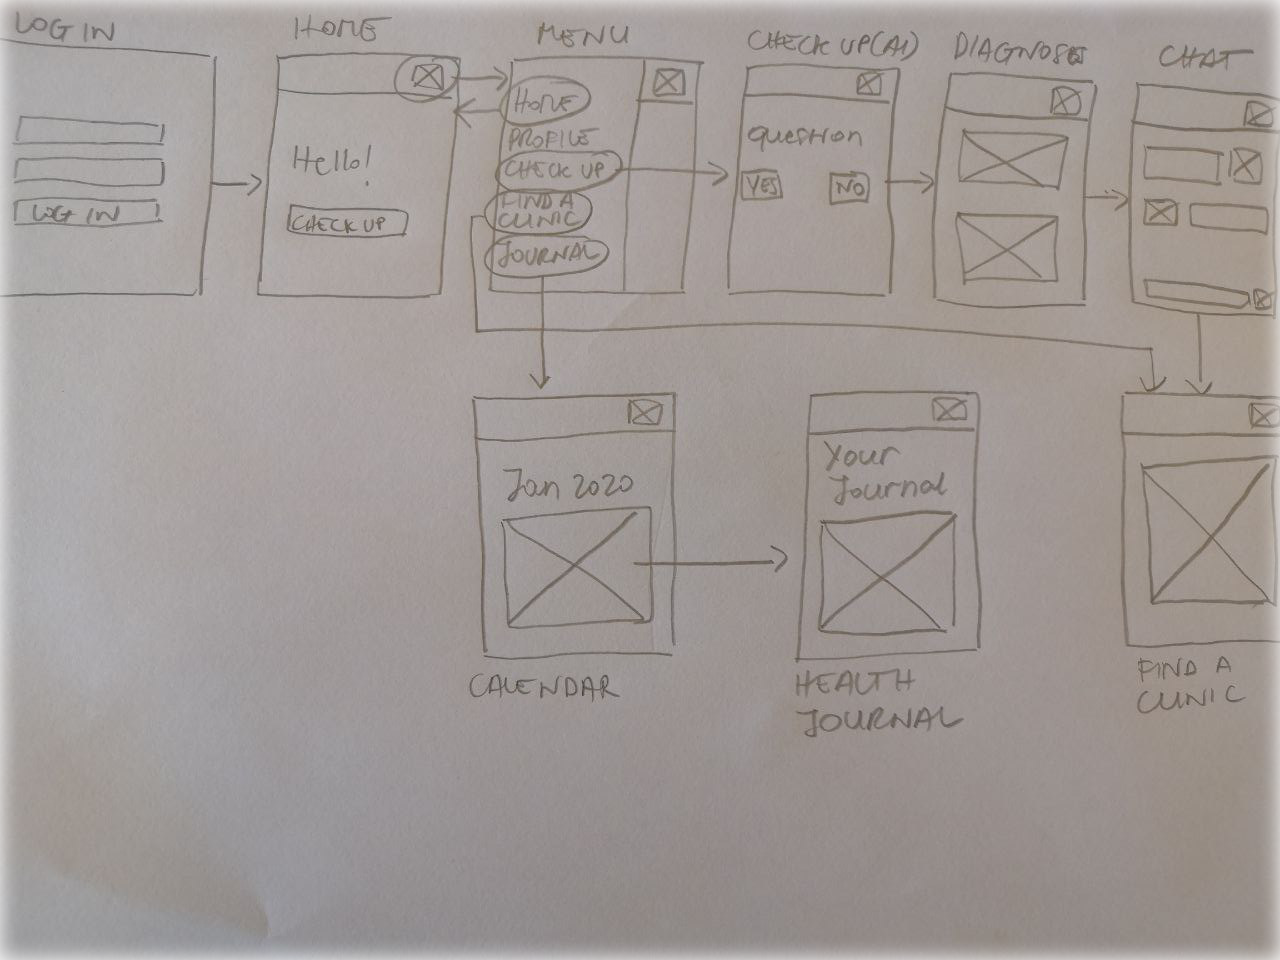 LOG IN
HOME
MENU
CHECK UP(AI)
DIAGNOSIS
CHAT
LOG IN
Hello!
CHECK UP
HOME
PROFILE
CHECK UP
FIND A
CLINIC
JOURNAL
question
YES
NO
Jan 2020
CALENDAR
Your
Journal
HEALTH
JOURNAL
FIND A
CLINIC